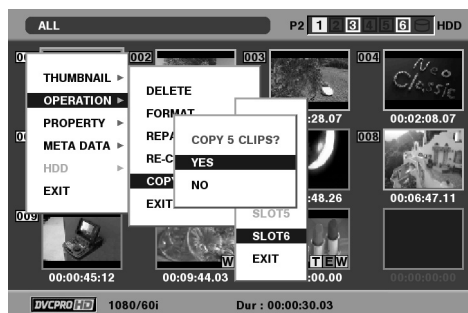 ALL P2 1 2 3 4 5 6 HDD
002 003 004
THUMBNAIL
OPERATION
PROPERTY
META DATA
HDD
EXIT
DELETE
FORMAT
EXIT
COPY 5 CLIPS?
YES
NO
SLOT5
SLOT6
EXIT
Neo
Classic
28.07 00:02:08.07
008
48.26 00:06:47.11
009
W T E W
00:00:45:12 00:09:44.03 00.00 00:00:00.00
DVCPRO HD 1080/60i Dur : 00:00:30.03